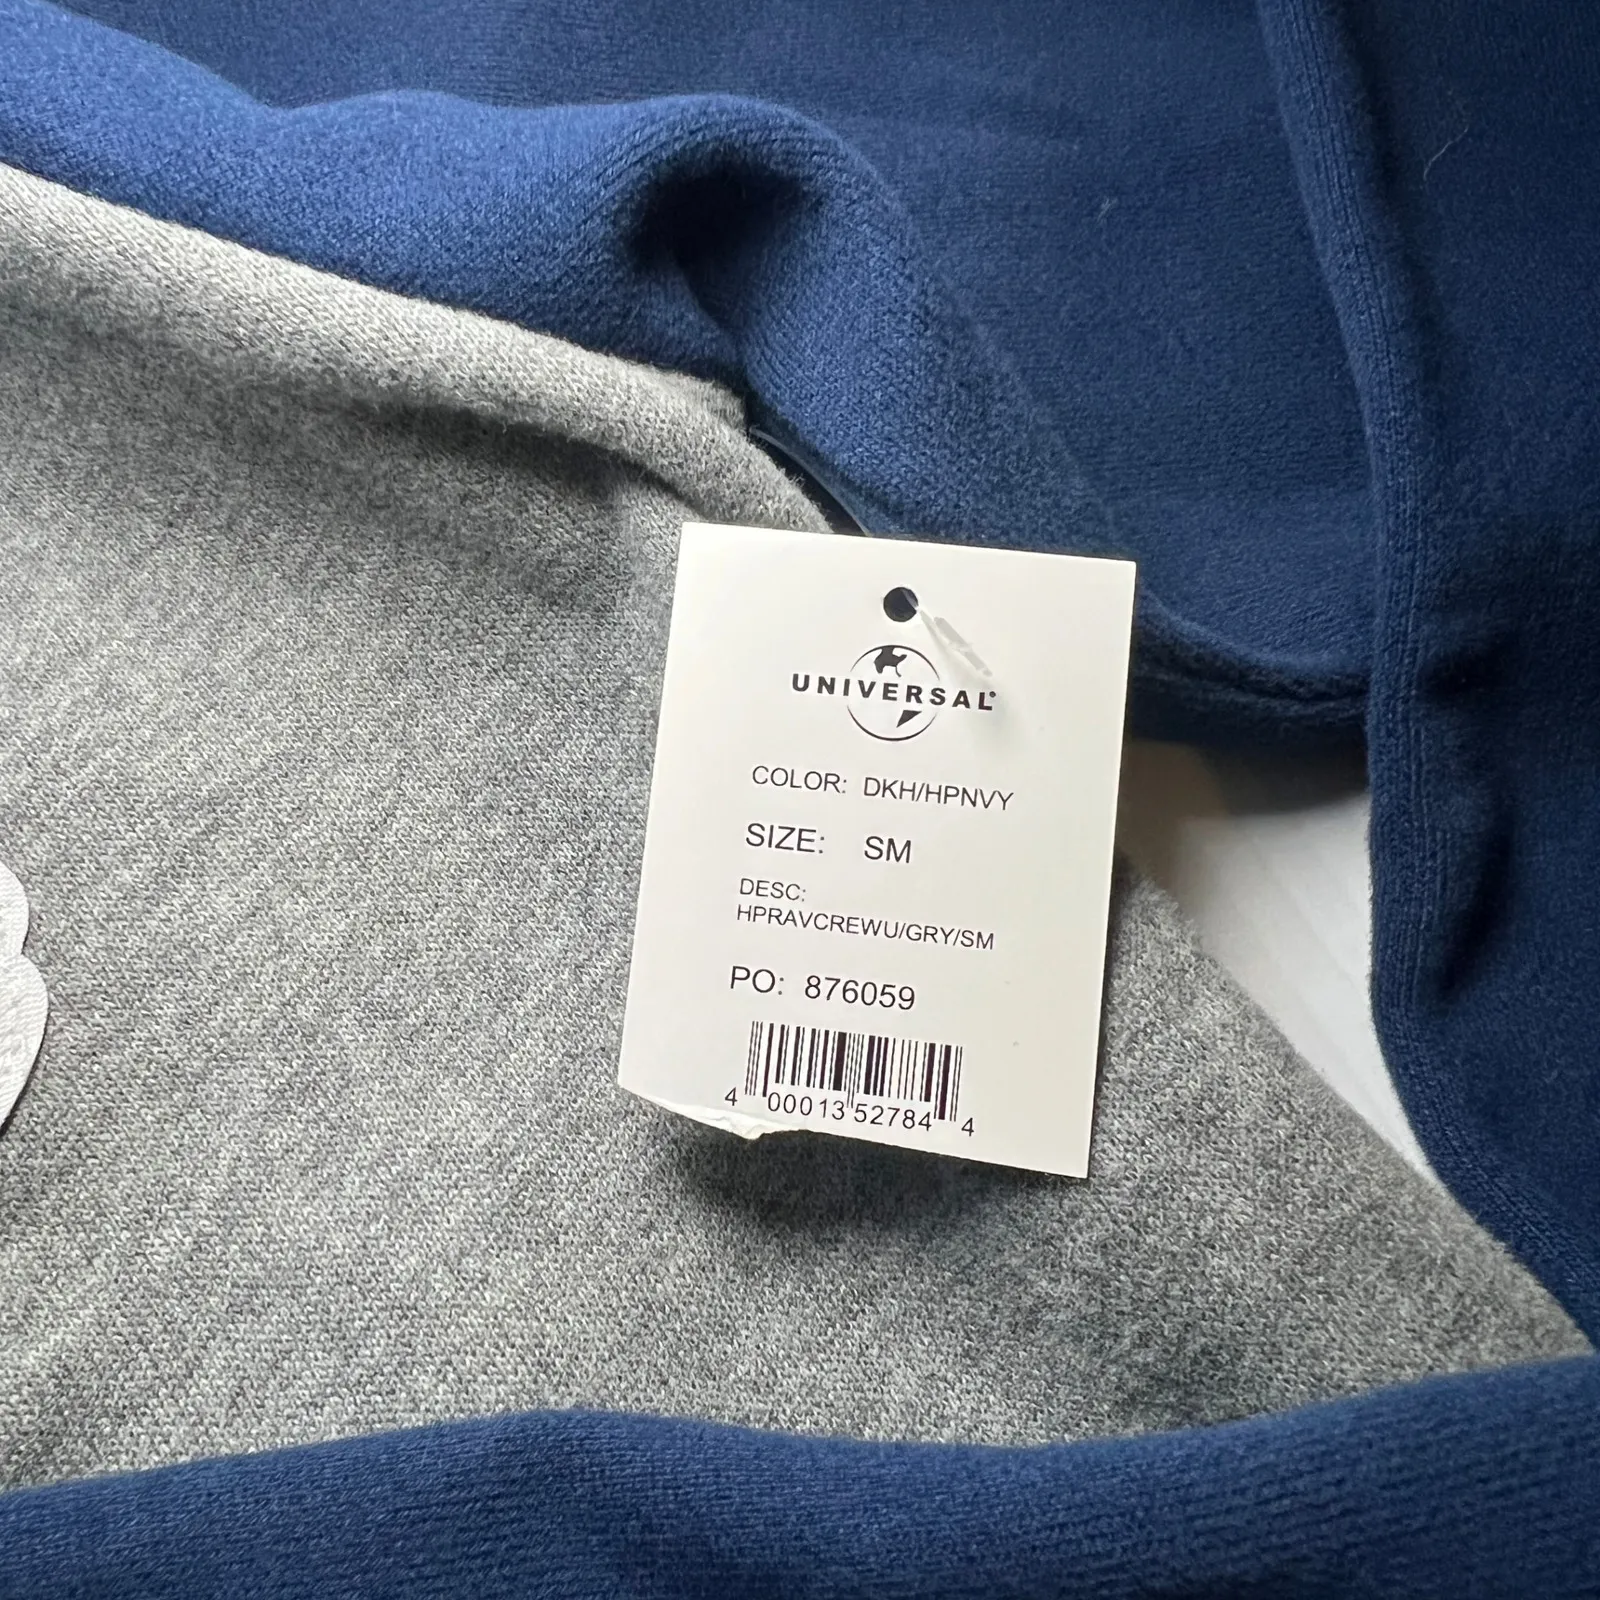 UNIVERSAL®
COLOR: DKH/HPNVY
SIZE: SM
DESC:
HPRAVCREWU/GRY/SM
PO: 876059
4 00013 52784 4